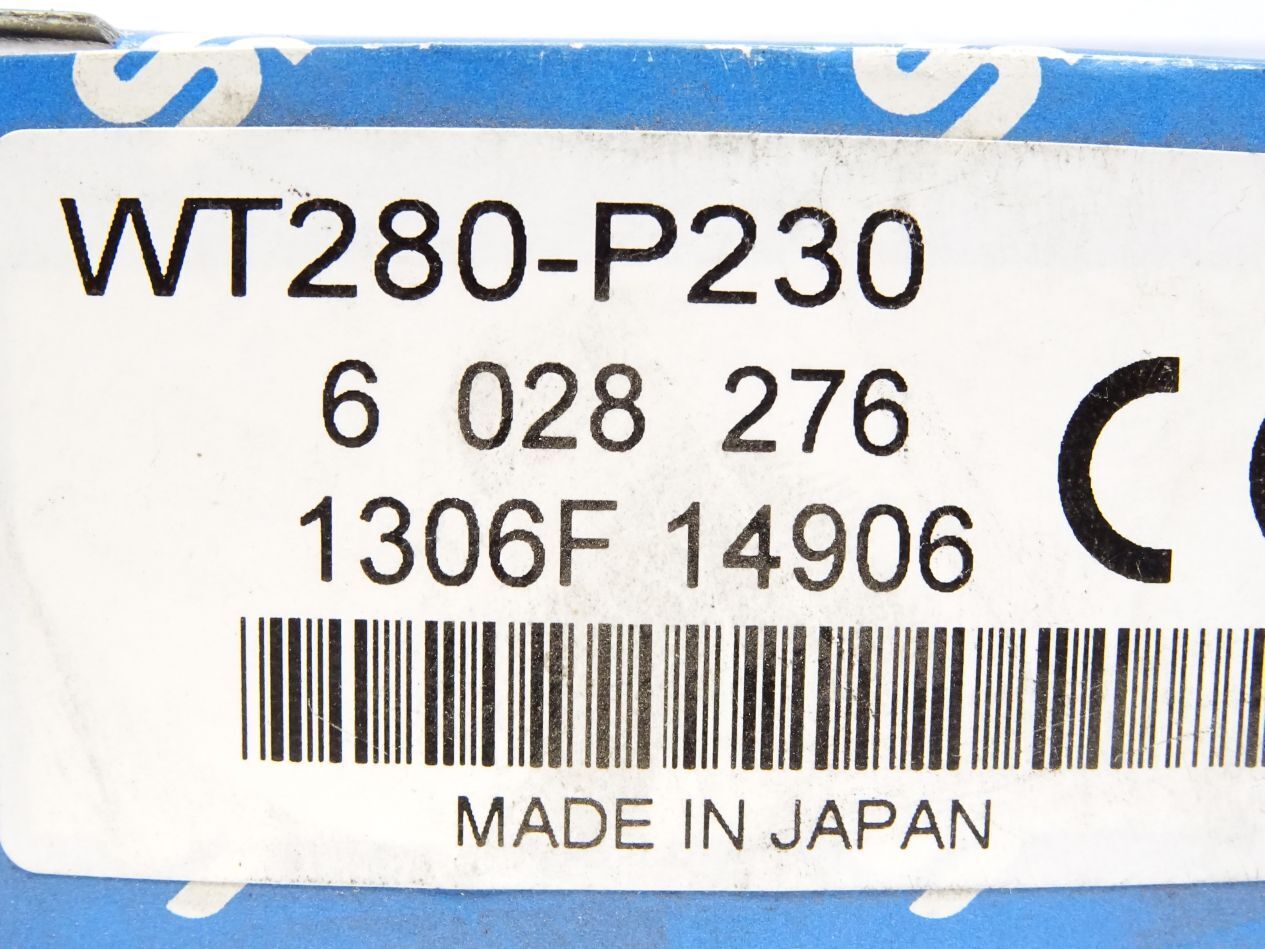 WT280-P230
6 028 276
1306F 14906
MADE IN JAPAN